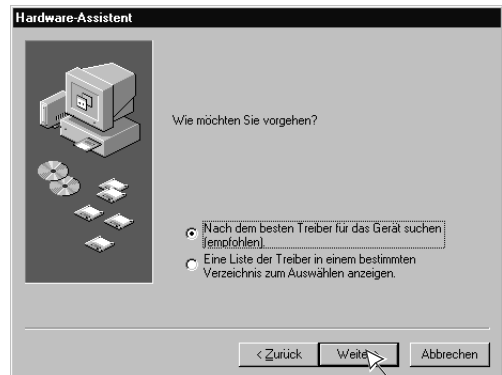 Hardware-Assistent
Wie möchten Sie vorgehen?
Nach dem besten Treiber für das Gerät suchen
(empfohlen).
Eine Liste der Treiber in einem bestimmten
Verzeichnis zum Auswählen anzeigen.
< Zurück Weiter > Abbrechen